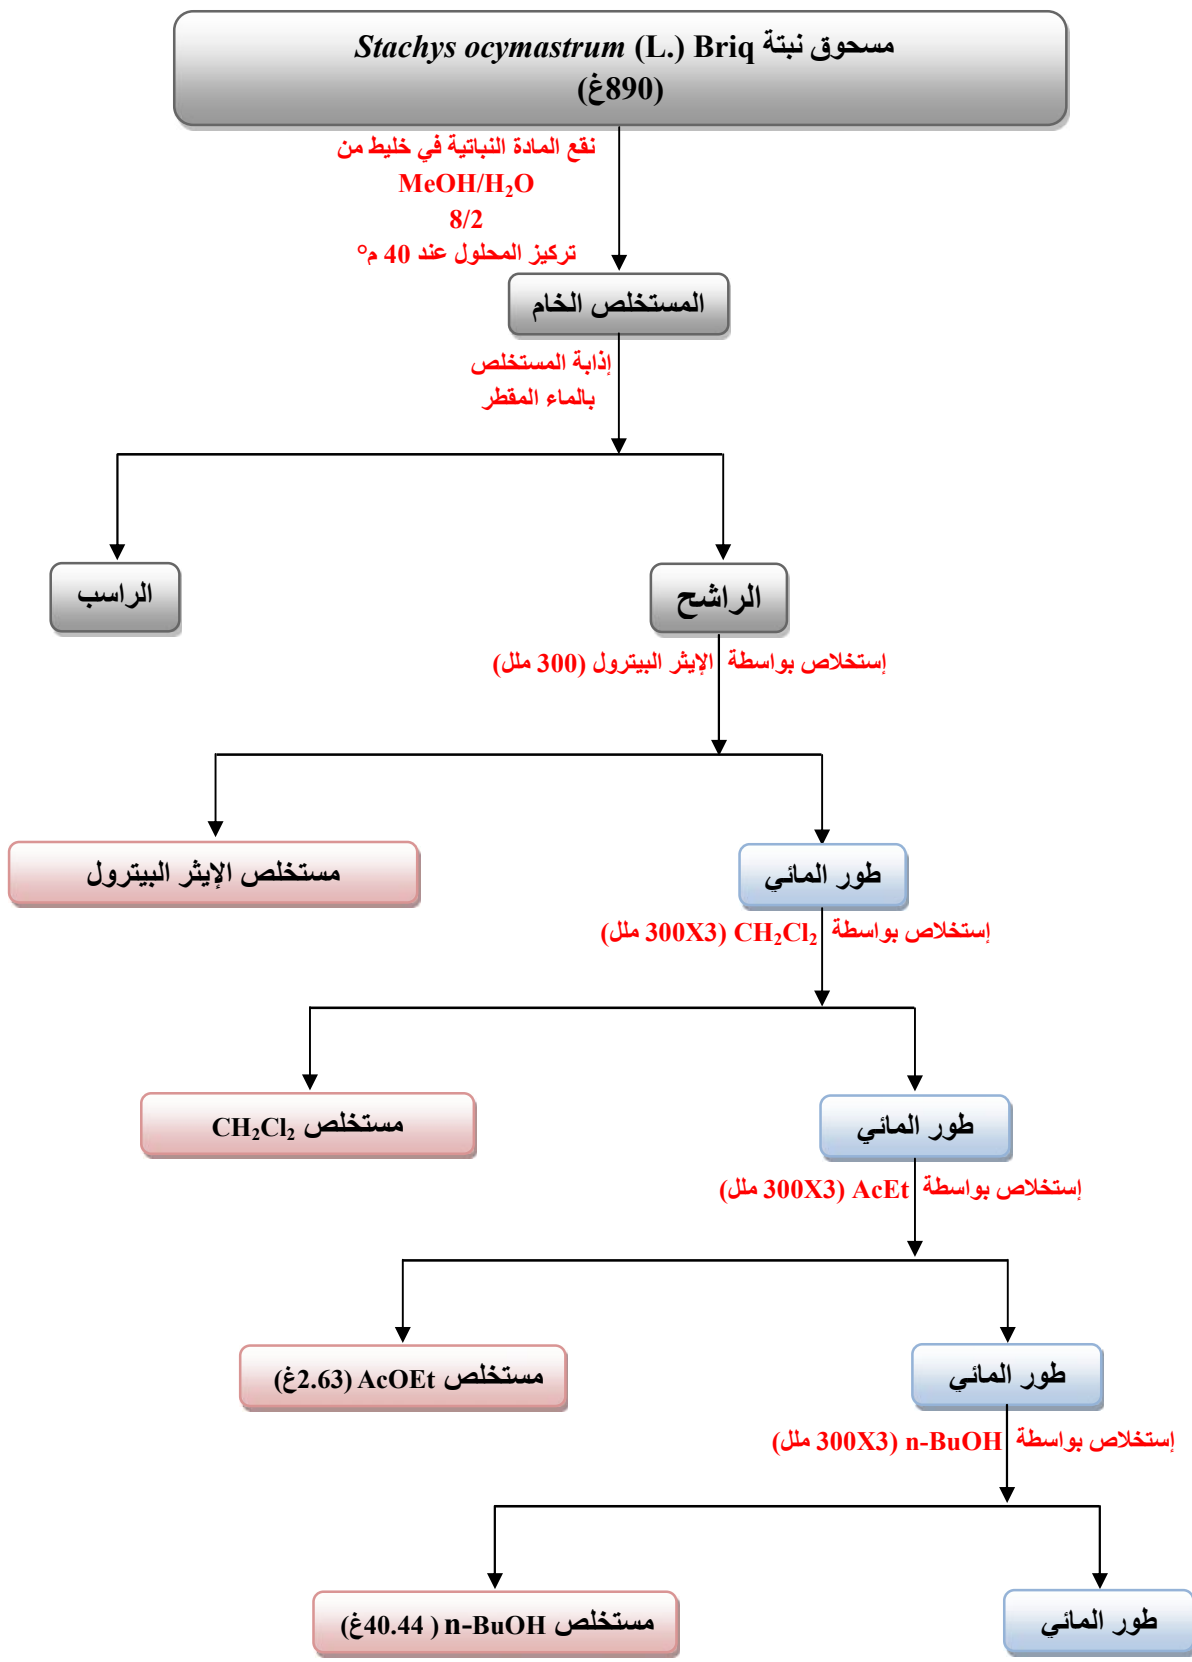 مسحوق نبتة Stachys ocymastrum (L.) Briq
(890غ)
نقع المادة النباتية في خليط من
MeOH/H₂O
8/2
تركيز المحلول عند 40 م°
المستخلص الخام
إذابة المستخلص
بالماء المقطر
الراشح
الراسب
إستخلاص بواسطة الإيثر البيترول (300 ملل)
طور المائي
مستخلص الإيثر البيترول
إستخلاص بواسطة CH₂Cl₂ (300X3 ملل)
طور المائي
مستخلص CH₂Cl₂
إستخلاص بواسطة AcEt (300X3 ملل)
طور المائي
مستخلص AcOEt (2.63غ)
إستخلاص بواسطة n-BuOH (300X3 ملل)
طور المائي
مستخلص n-BuOH ( 40.44غ)